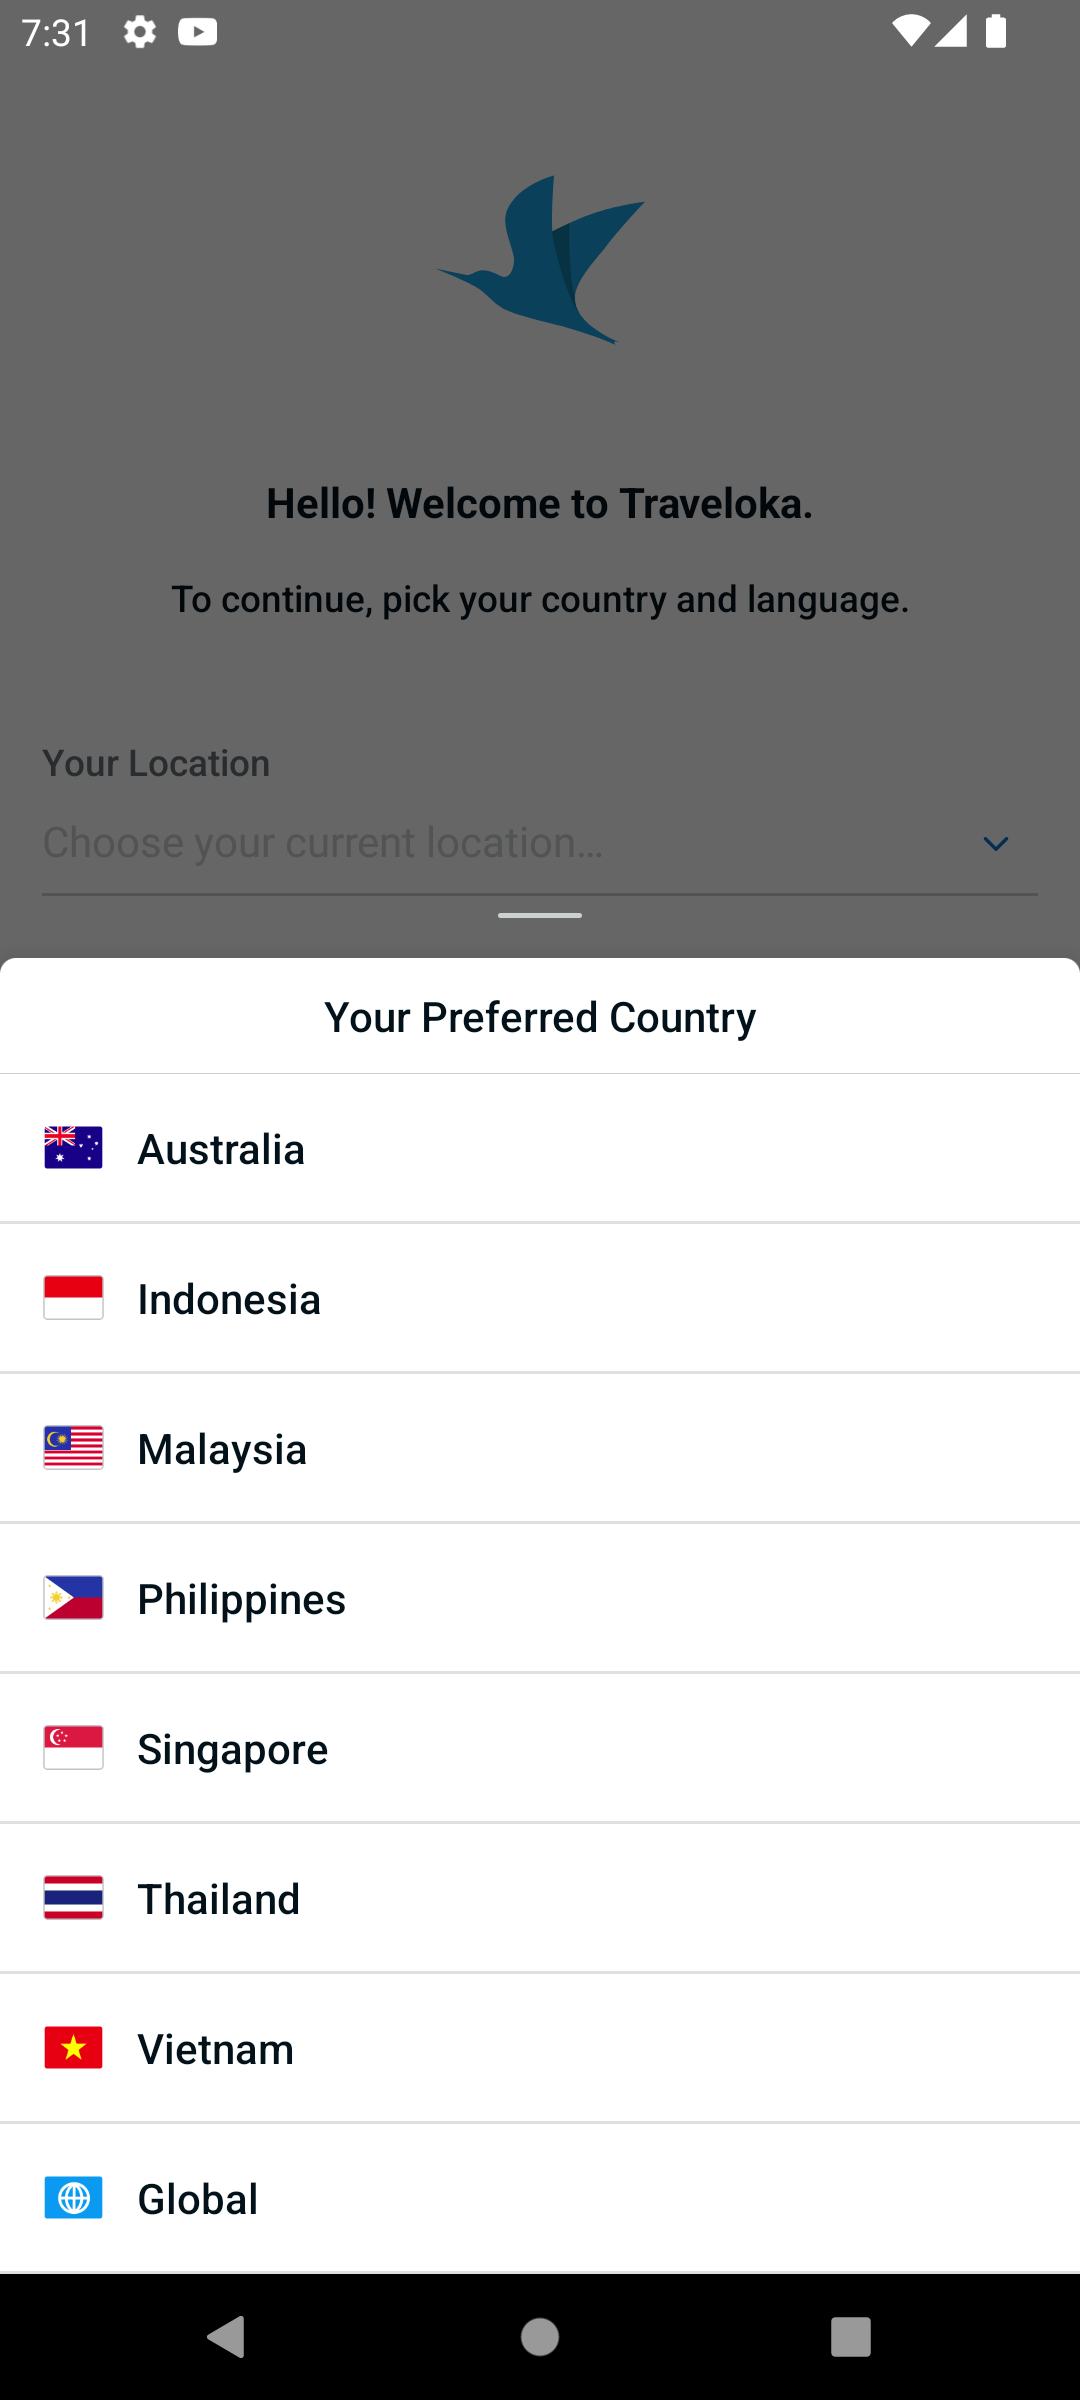 7:31
Hello! Welcome to Traveloka.
To continue, pick your country and language.
Your Location
Choose your current location...
Your Preferred Country
Australia
Indonesia
Malaysia
Philippines
Singapore
Thailand
Vietnam
Global